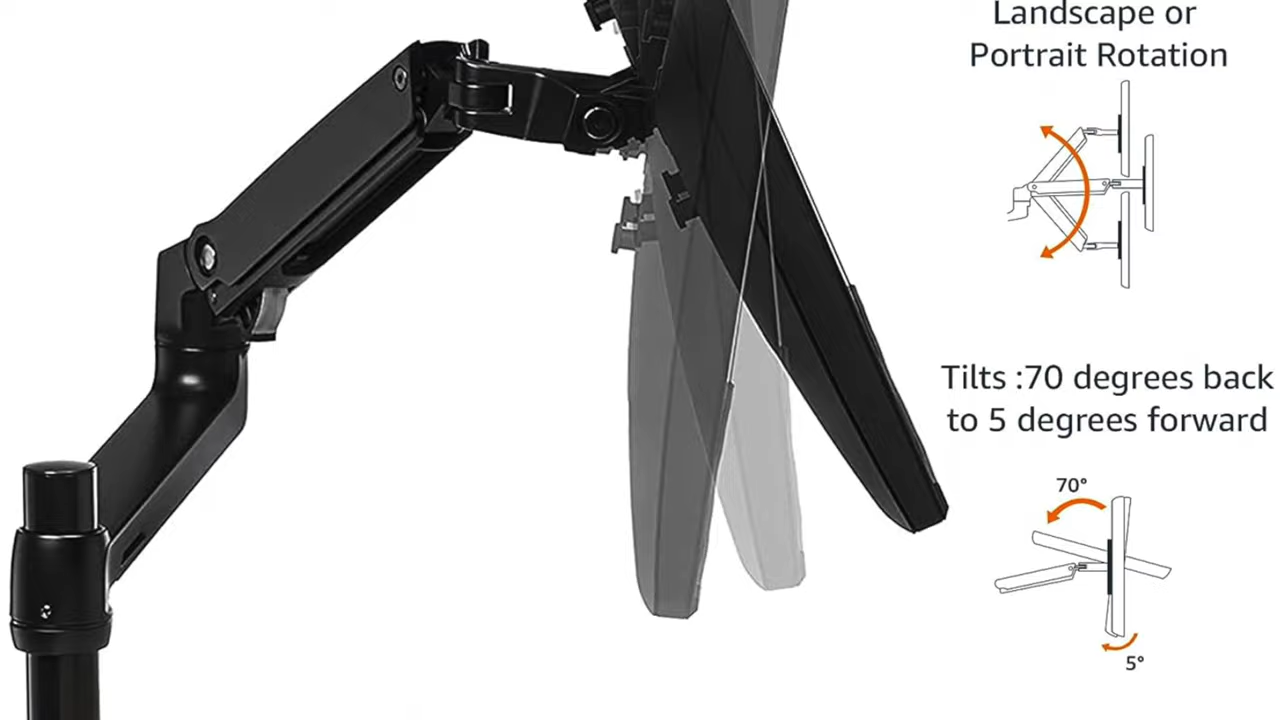 Landscape or
Portrait Rotation
Tilts :70 degrees back
to 5 degrees forward
70°
5°